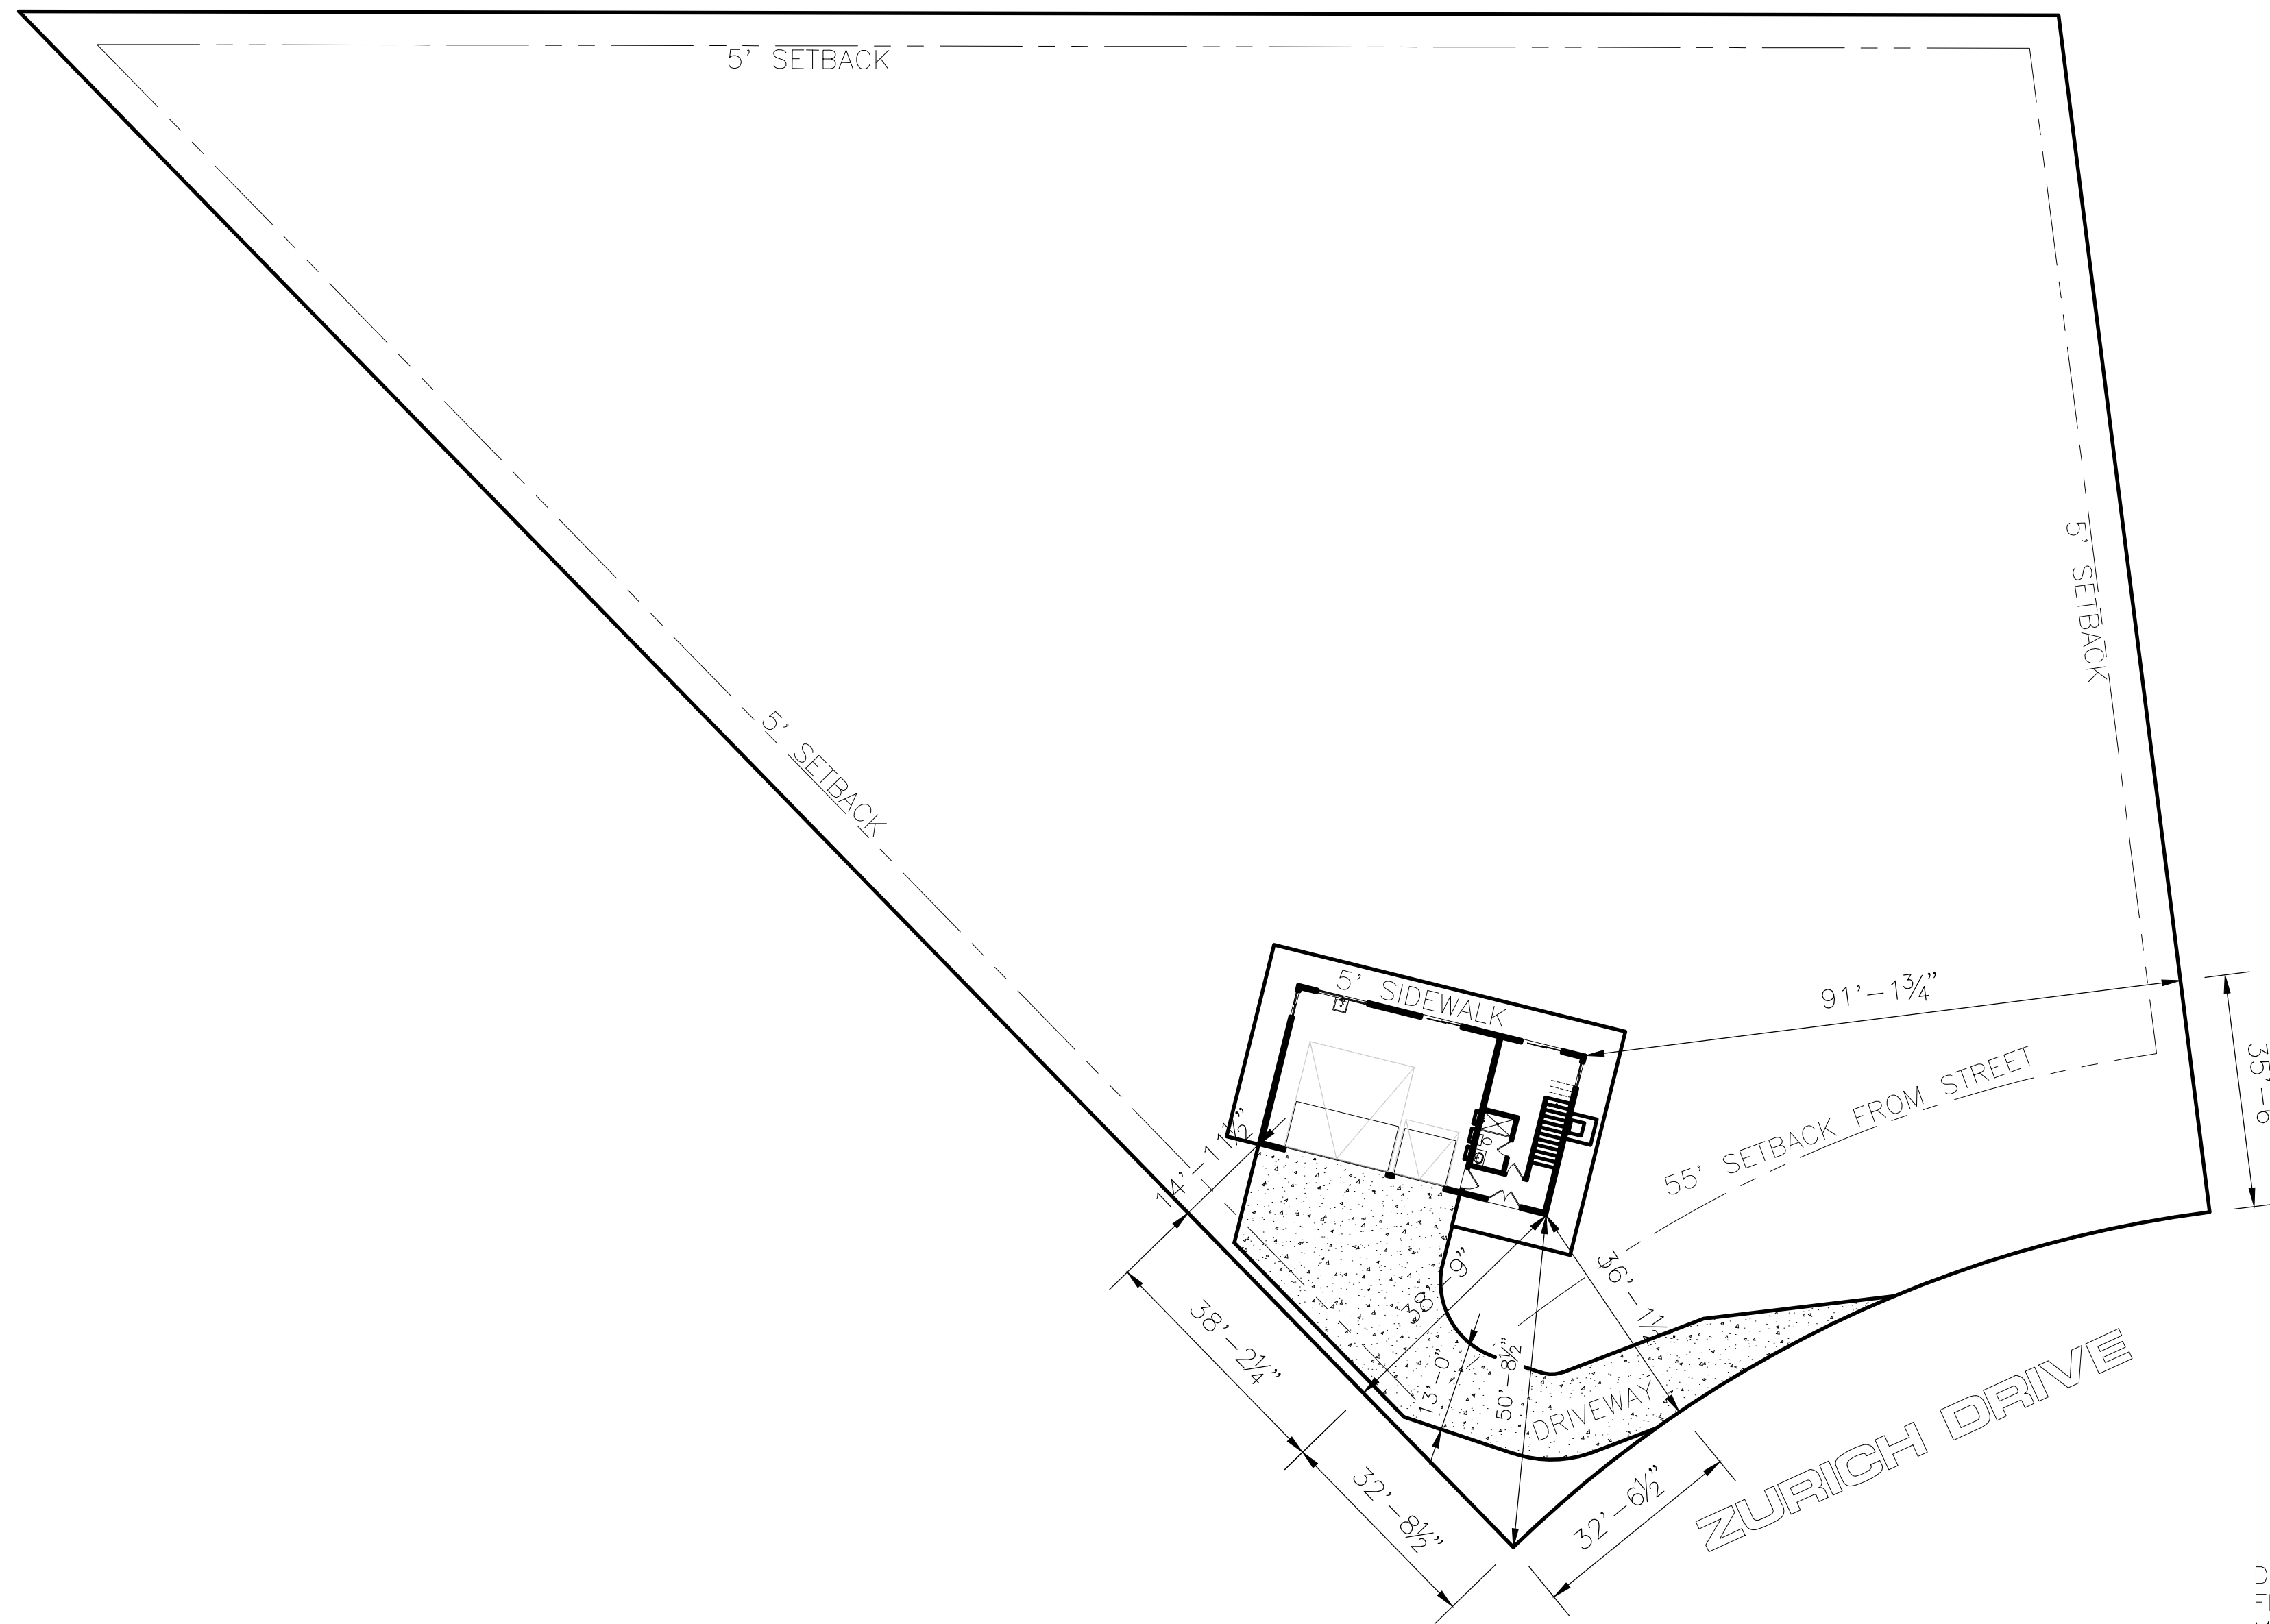 5' SETBACK
5' SETBACK
5' SETBACK
5' SIDEWALK
91'-1¾"
35'-6
55' SETBACK FROM STREET
14'-11½"
38'-9"
36'-1½"
38'-2¼"
13'-0"
50'-8½"
DRIVEWAY
ZURICH DRIVE
32'-8½"
32'-6½"
D